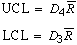 UCL = D₄R̅
LCL = D₃R̅